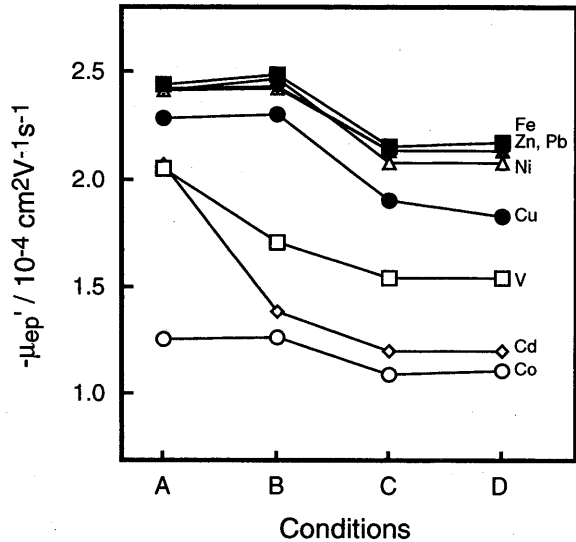 -μep' / 10-4 cm2V-1s-1
2.5
2.0
1.5
1.0
Fe
Zn, Pb
Ni
Cu
V
Cd
Co
A B C D
Conditions